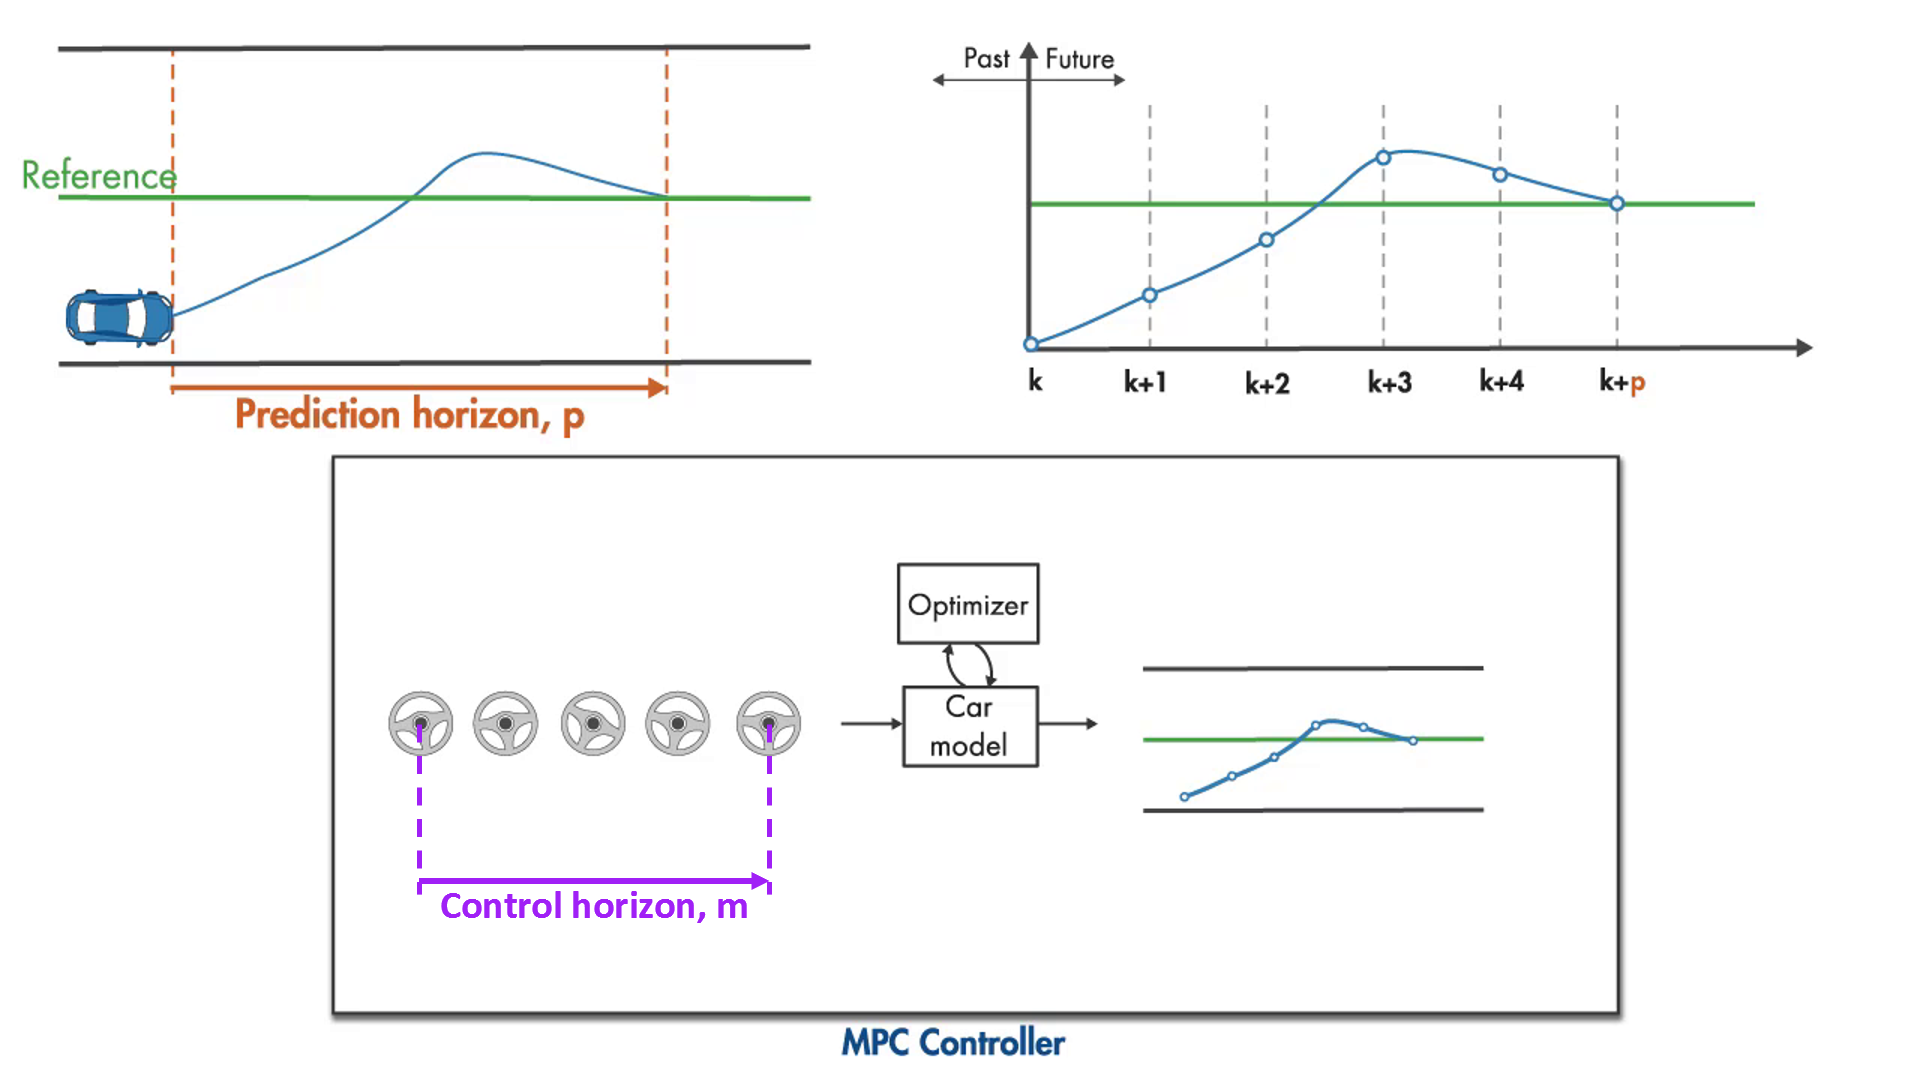 Reference
Prediction horizon, p
Past Future
k k+1 k+2 k+3 k+4 k+p
Optimizer
Car
model
Control horizon, m
MPC Controller